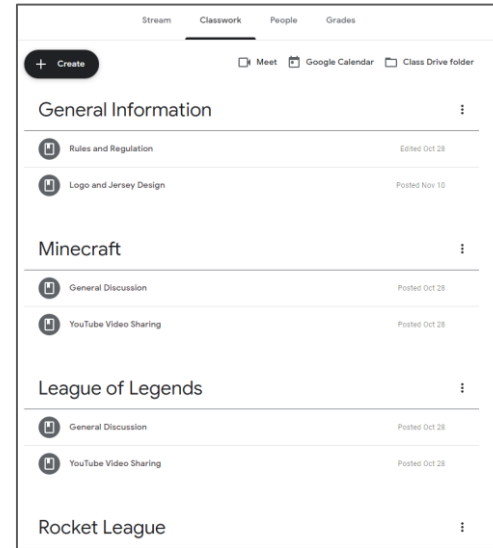 Stream Classwork People Grades
+ Create Meet Google Calendar Class Drive folder
General Information
Rules and Regulation Edited Oct 28
Logo and Jersey Design Posted Nov 10
Minecraft
General Discussion Posted Oct 28
YouTube Video Sharing Posted Oct 28
League of Legends
General Discussion Posted Oct 28
YouTube Video Sharing Posted Oct 28
Rocket League